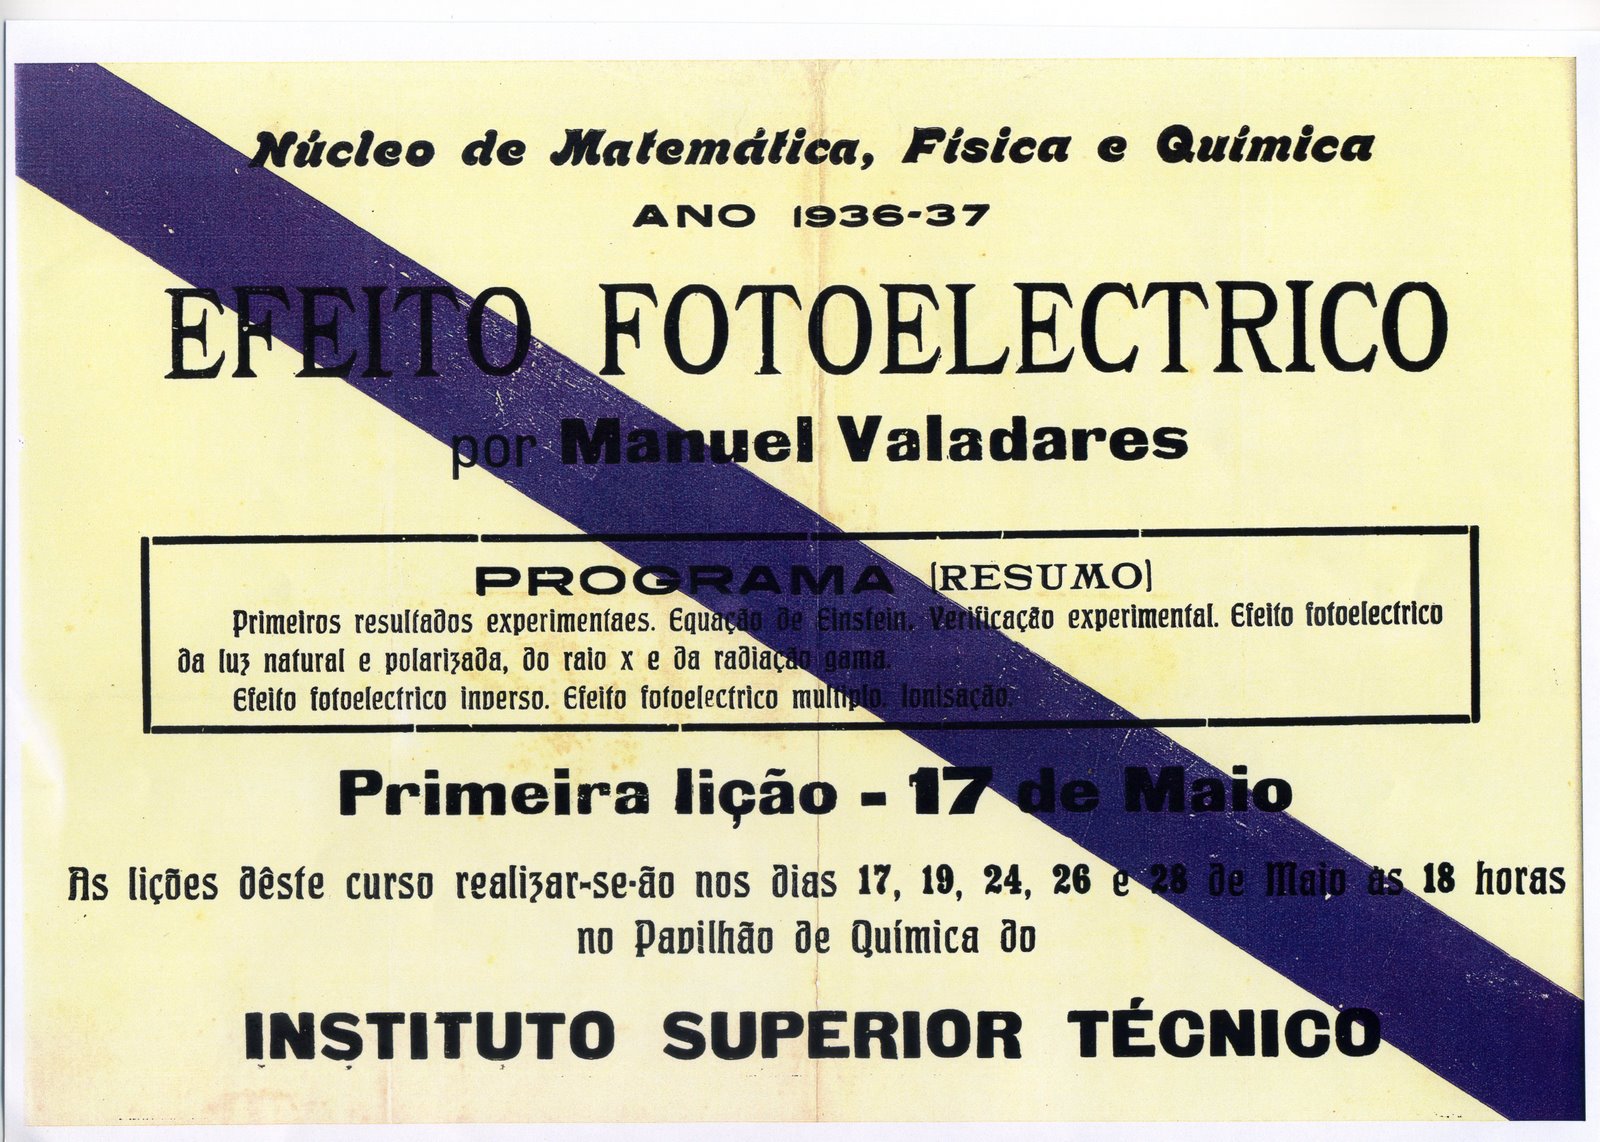 Núcleo de Matemática, Física e Química
ANO 1936-37
EFEITO FOTOELECTRICO
por Manuel Valadares
PROGRAMA (RESUMO)
Primeiros resultados experimentaes. Equação de Einstein. Verificação experimental. Efeito fotoelectrico
da luz natural e polarizada, do raio x e da radiação gama.
Efeito fotoelectrico inverso. Efeito fotoelectrico multiplo. Ionisação.
Primeira lição - 17 de Maio
As lições dêste curso realizar-se-ão nos dias 17, 19, 24, 26 e 28 de Maio as 18 horas
no Pavilhão de Química do
INSTITUTO SUPERIOR TÉCNICO